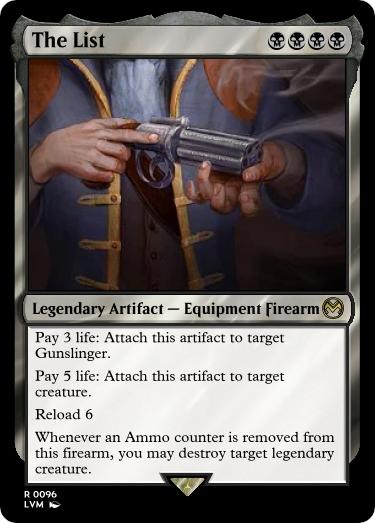 The List
Legendary Artifact — Equipment Firearm
Pay 3 life: Attach this artifact to target
Gunslinger.
Pay 5 life: Attach this artifact to target
creature.
Reload 6
Whenever an Ammo counter is removed from
this firearm, you may destroy target legendary
creature.
R 0096
LVM